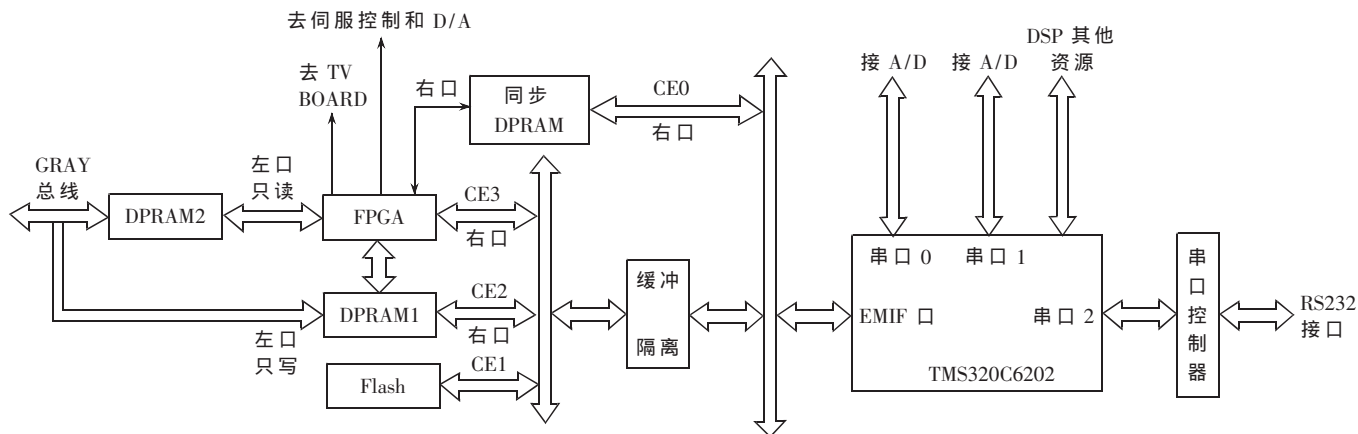 去伺服控制和 D/A
去 TV
BOARD
右口
同步
DPRAM
CE0
右口
接 A/D
接 A/D
DSP 其他
资源
GRAY
总线
DPRAM2
左口
只读
FPGA
CE3
右口
DPRAM1
CE2
右口
左口
只写
Flash
CE1
缓冲
隔离
串口 0
串口 1
EMIF 口
串口 2
TMS320C6202
串口控制器
RS232
接口